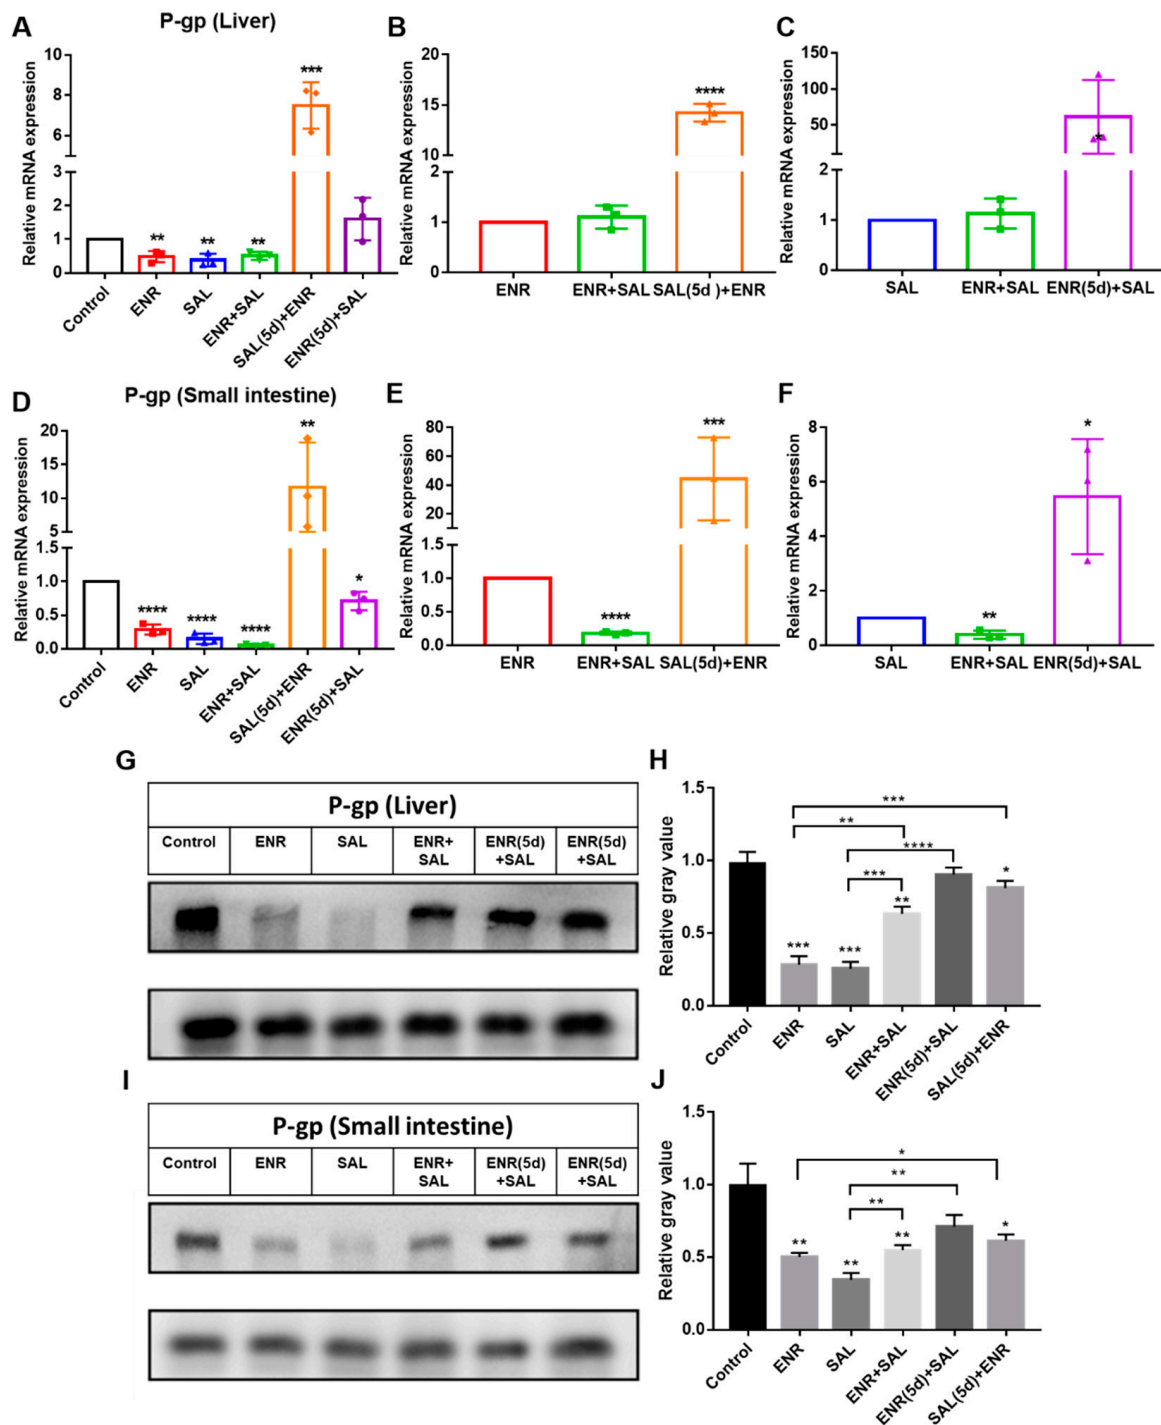 A
P-gp (Liver)
Relative mRNA expression
10
8
6
4
3
2
1
0
***
**
**
**
Control
ENR
SAL
ENR+SAL
SAL(5d)+ENR
ENR(5d)+SAL
B
Relative mRNA expression
20
15
10
2
1
0
****
ENR
ENR+SAL
SAL(5d )+ENR
C
Relative mRNA expression
150
100
50
2
1
0
*
SAL
ENR+SAL
ENR(5d)+SAL
D
P-gp (Small intestine)
Relative mRNA expression
20
15
10
5
1.5
1.0
0.5
0.0
**
****
****
****
*
Control
ENR
SAL
ENR+SAL
SAL(5d)+ENR
ENR(5d)+SAL
E
Relative mRNA expression
80
60
40
20
1.5
1.0
0.5
0.0
***
****
ENR
ENR+SAL
SAL(5d)+ENR
F
Relative mRNA expression
8
6
4
2
0
*
**
SAL
ENR+SAL
ENR(5d)+SAL
G
P-gp (Liver)
Control
ENR
SAL
ENR+
SAL
ENR(5d)
+SAL
ENR(5d)
+SAL
H
Relative gray value
1.5
1.0
0.5
0.0
***
**
****
***
***
***
**
*
Control
ENR
SAL
ENR+SAL
ENR(5d)+SAL
SAL(5d)+ENR
I
P-gp (Small intestine)
Control
ENR
SAL
ENR+
SAL
ENR(5d)
+SAL
ENR(5d)
+SAL
J
Relative gray value
1.5
1.0
0.5
0.0
*
**
**
**
**
**
*
Control
ENR
SAL
ENR+SAL
ENR(5d)+SAL
SAL(5d)+ENR